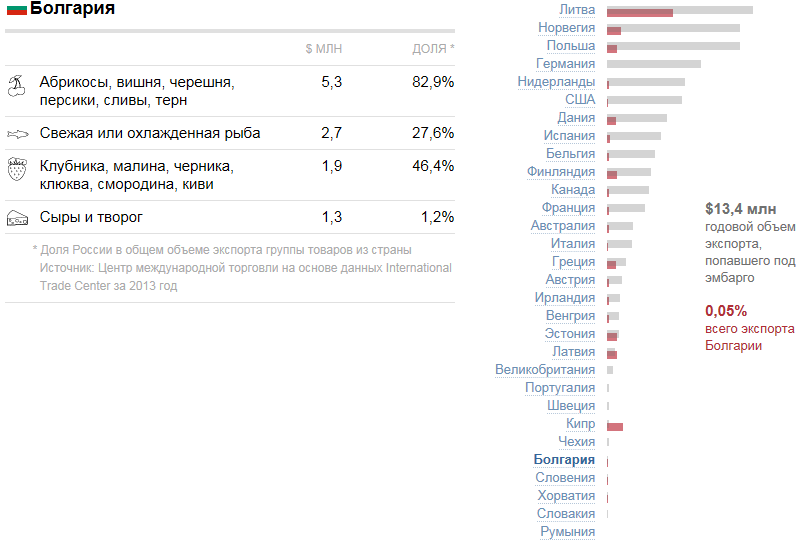 Болгария
$ МЛН ДОЛЯ *
Абрикосы, вишня, черешня, 5,3 82,9%
персики, сливы, терн
Свежая или охлажденная рыба 2,7 27,6%
Клубника, малина, черника, 1,9 46,4%
клюква, смородина, киви
Сыры и творог 1,3 1,2%
* Доля России в общем объеме экспорта группы товаров из страны
Источник: Центр международной торговли на основе данных International
Trade Center за 2013 год
Литва
Норвегия
Польша
Германия
Нидерланды
США
Дания
Испания
Бельгия
Финляндия
Канада
Франция
Австралия
Италия
Греция
Австрия
Ирландия
Венгрия
Эстония
Латвия
Великобритания
Португалия
Швеция
Кипр
Чехия
Болгария
Словения
Хорватия
Словакия
Румыния
$13,4 млн
годовой объем
экспорта,
попавшего под
эмбарго
0,05%
всего экспорта
Болгарии